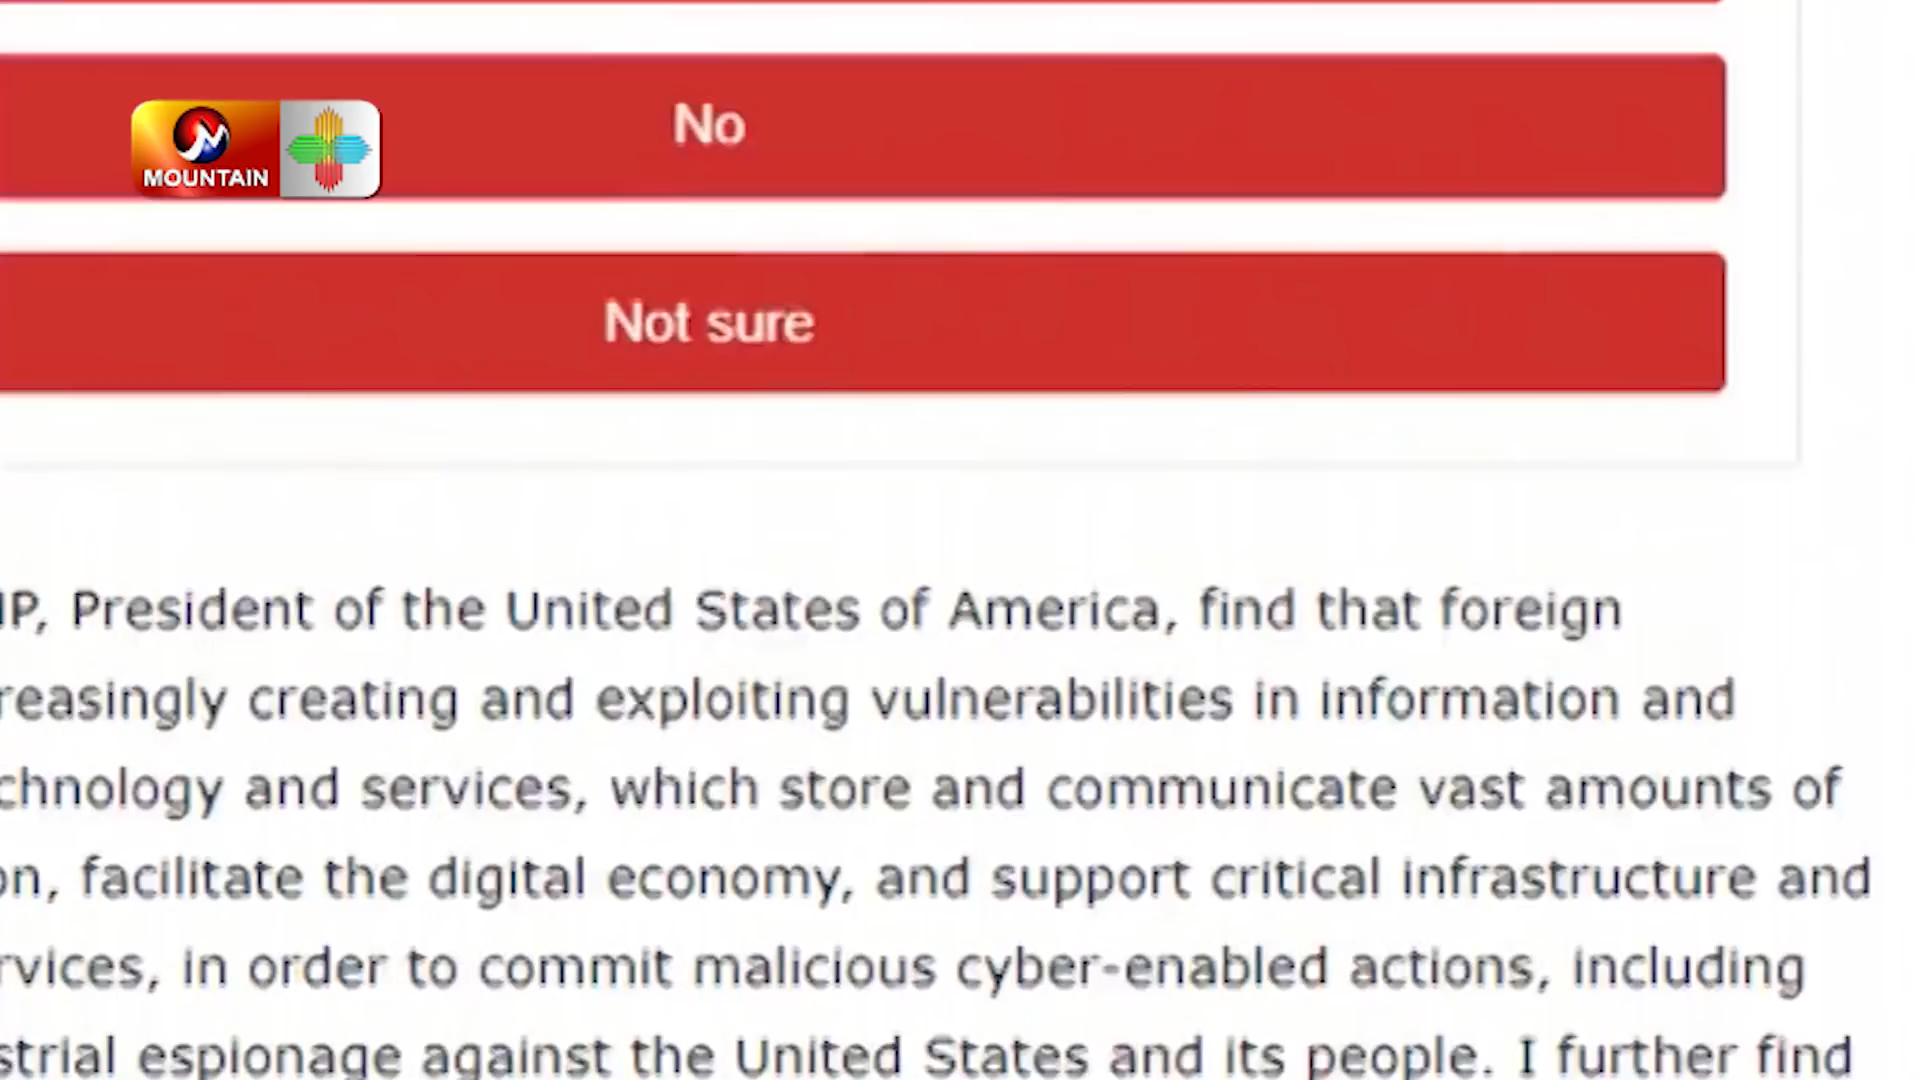 No
MOUNTAIN
Not sure
IP, President of the United States of America, find that foreign
reasingly creating and exploiting vulnerabilities in information and
chnology and services, which store and communicate vast amounts of
on, facilitate the digital economy, and support critical infrastructure and
rvices, in order to commit malicious cyber-enabled actions, including
strial espionage against the United States and its people. I further find